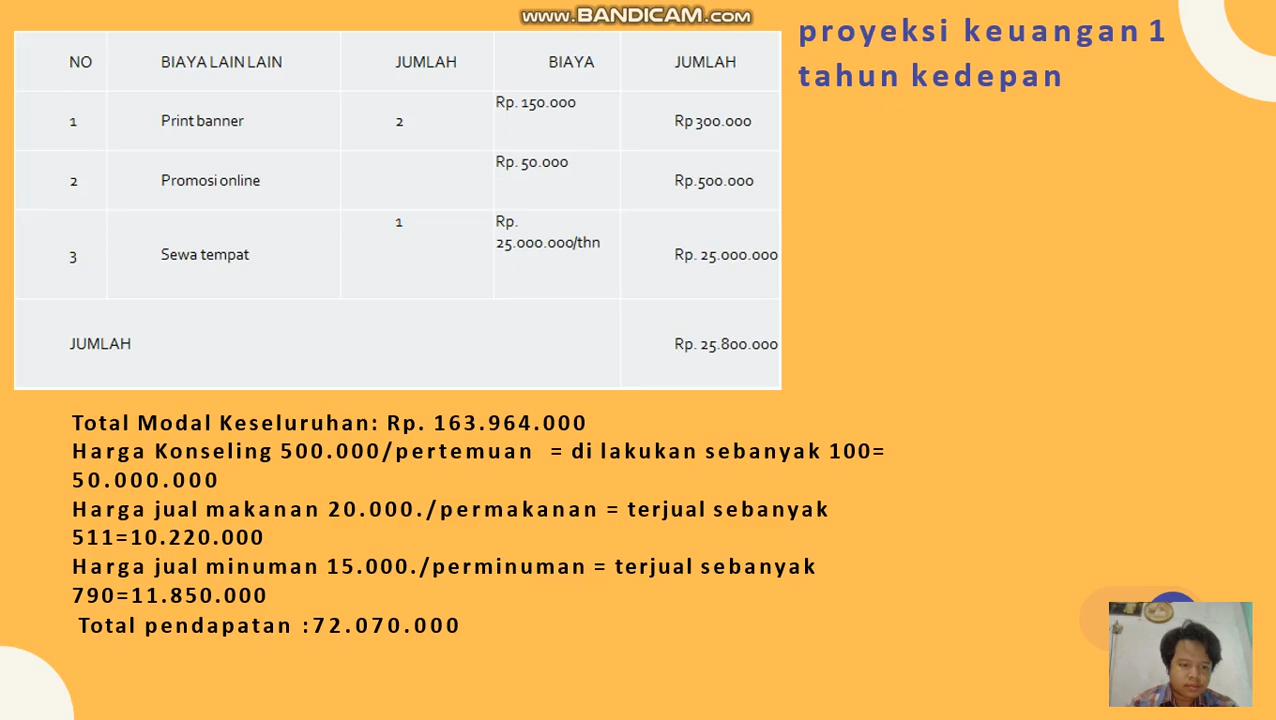 www.BANDICAM.com
proyeksi keuangan 1
tahun kedepan
NO BIAYA LAIN LAIN JUMLAH BIAYA JUMLAH
1 Print banner 2 Rp. 150.000 Rp 300.000
2 Promosi online Rp. 50.000 Rp.500.000
3 Sewa tempat 1 Rp. 25.000.000/thn Rp. 25.000.000
JUMLAH Rp. 25.800.000
Total Modal Keseluruhan: Rp. 163.964.000
Harga Konseling 500.000/pertemuan = di lakukan sebanyak 100=
50.000.000
Harga jual makanan 20.000./permakanan = terjual sebanyak
511=10.220.000
Harga jual minuman 15.000./perminuman = terjual sebanyak
790=11.850.000
Total pendapatan :72.070.000